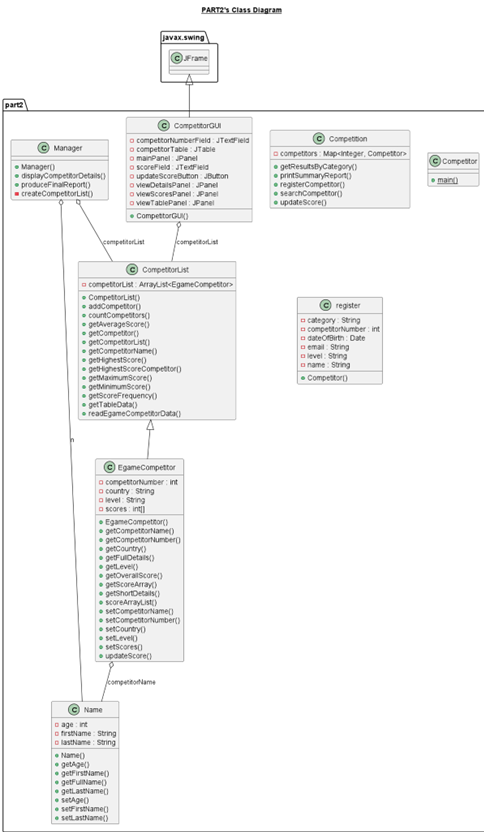 PART2's Class Diagram
javax.swing
C JFrame
part2
C Manager
Manager()
displayCompetitorDetails()
produceFinalReport()
createCompetitorList()
C CompetitorGUI
competitorNumberField : JTextField
competitorTable : JTable
mainPanel : JPanel
scoreField : JTextField
updateScoreButton : JButton
viewDetailsPanel : JPanel
viewScoresPanel : JPanel
viewTablePanel : JPanel
CompetitorGUI()
C Competition
competitors : Map<Integer, Competitor>
getResultsByCategory()
printSummaryReport()
registerCompetitor()
searchCompetitor()
updateScore()
C Competitor
main()
competitorList
competitorList
C CompetitorList
competitorList : ArrayList<EgameCompetitor>
CompetitorList()
addCompetitor()
countCompetitors()
getAverageScore()
getCompetitor()
getCompetitorList()
getCompetitorName()
getHighestScore()
getHighestScoreCompetitor()
getMaximumScore()
getMinimumScore()
getScoreFrequency()
getTableData()
readEgameCompetitorData()
C register
category : String
competitorNumber : int
dateOfBirth : Date
email : String
level : String
name : String
Competitor()
n
C EgameCompetitor
competitorNumber : int
country : String
level : String
scores : int[]
EgameCompetitor()
getCompetitorName()
getCompetitorNumber()
getCountry()
getFullDetails()
getLevel()
getOverallScore()
getScoreArray()
getShortDetails()
scoreArrayList()
setCompetitorName()
setCompetitorNumber()
setCountry()
setLevel()
setScores()
updateScore()
competitorName
C Name
age : int
firstName : String
lastName : String
Name()
getAge()
getFirstName()
getFullName()
getLastName()
setAge()
setFirstName()
setLastName()